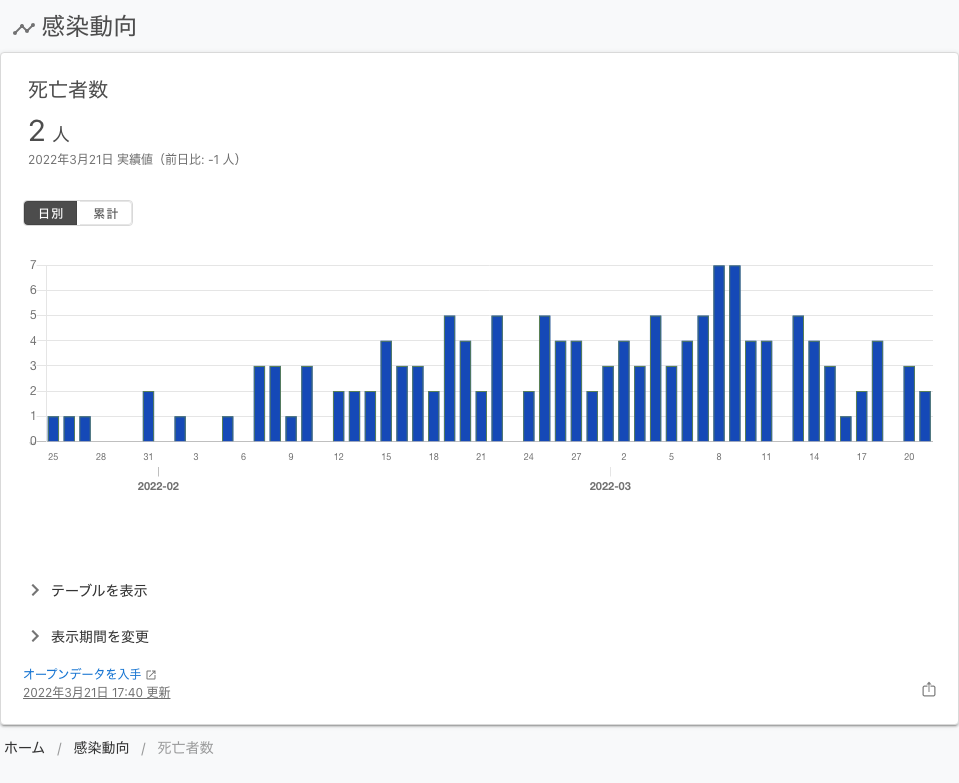 感染動向
死亡者数
2 人
2022年3月21日 実績値（前日比: -1 人）
日別 累計
7
6
5
4
3
2
1
0
25 28 31 3 6 9 12 15 18 21 24 27 2 5 8 11 14 17 20
2022-02 2022-03
テーブルを表示
表示期間を変更
オープンデータを入手
2022年3月21日 17:40 更新
ホーム / 感染動向 / 死亡者数